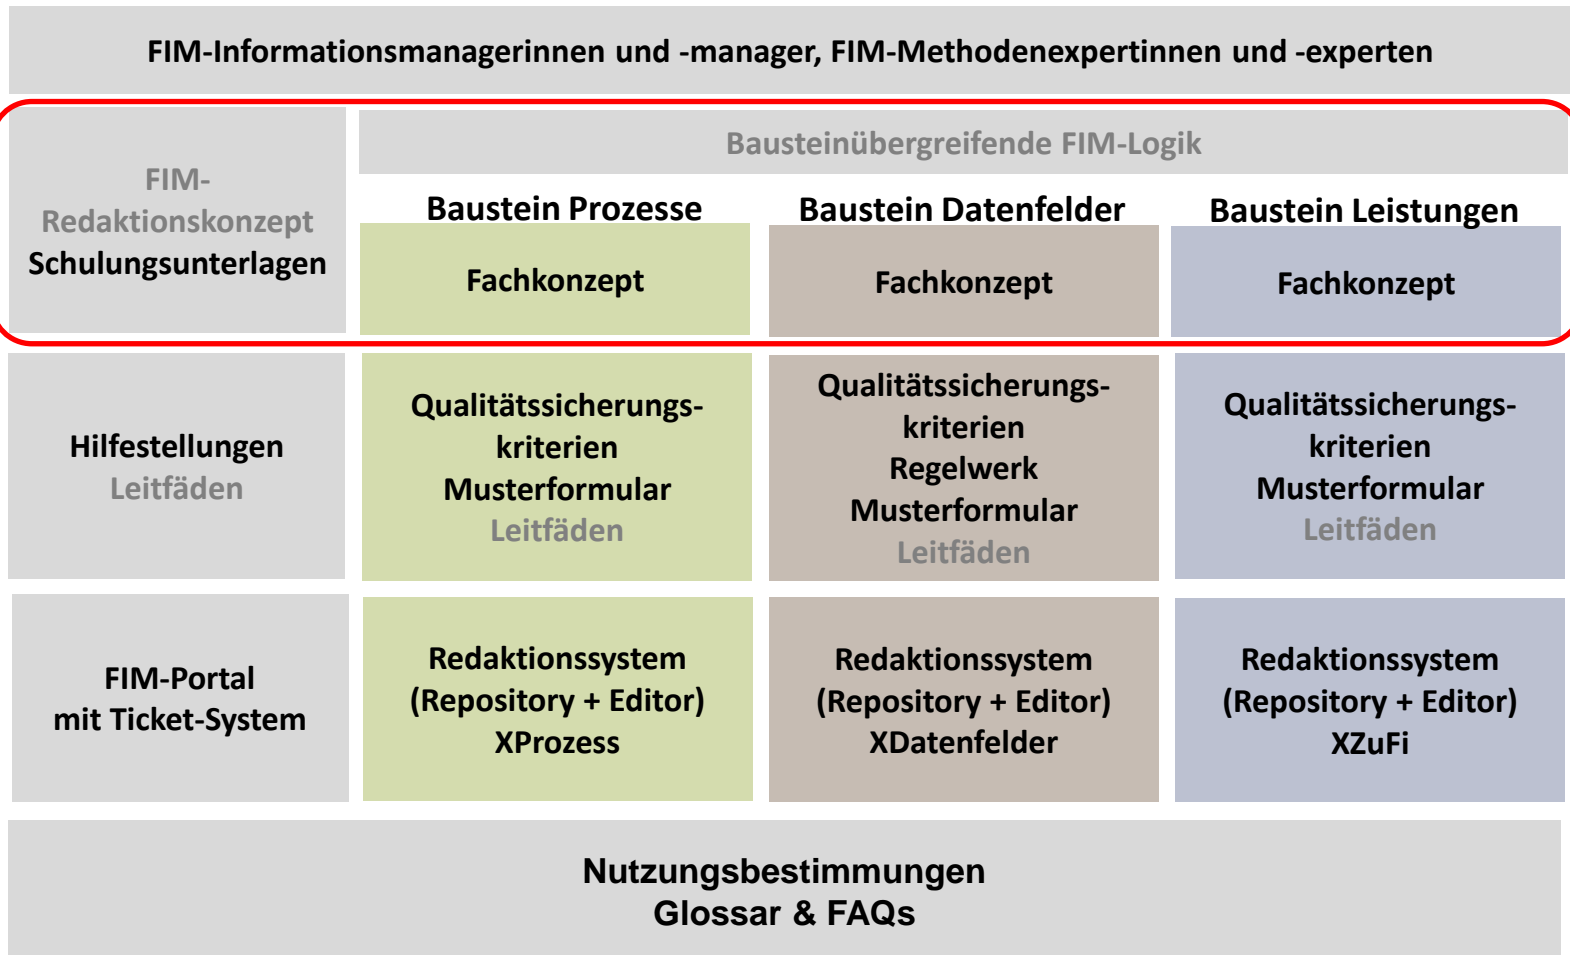 FIM-Informationsmanagerinnen und -manager, FIM-Methodenexpertinnen und -experten
FIM-
Redaktionskonzept
Schulungsunterlagen
Bausteinübergreifende FIM-Logik
Baustein Prozesse
Fachkonzept
Baustein Datenfelder
Fachkonzept
Baustein Leistungen
Fachkonzept
Hilfestellungen
Leitfäden
Qualitätssicherungs-
kriterien
Musterformular
Leitfäden
Qualitätssicherungs-
kriterien
Regelwerk
Musterformular
Leitfäden
Qualitätssicherungs-
kriterien
Musterformular
Leitfäden
FIM-Portal
mit Ticket-System
Redaktionssystem
(Repository + Editor)
XProzess
Redaktionssystem
(Repository + Editor)
XDatenfelder
Redaktionssystem
(Repository + Editor)
XZuFi
Nutzungsbestimmungen
Glossar & FAQs